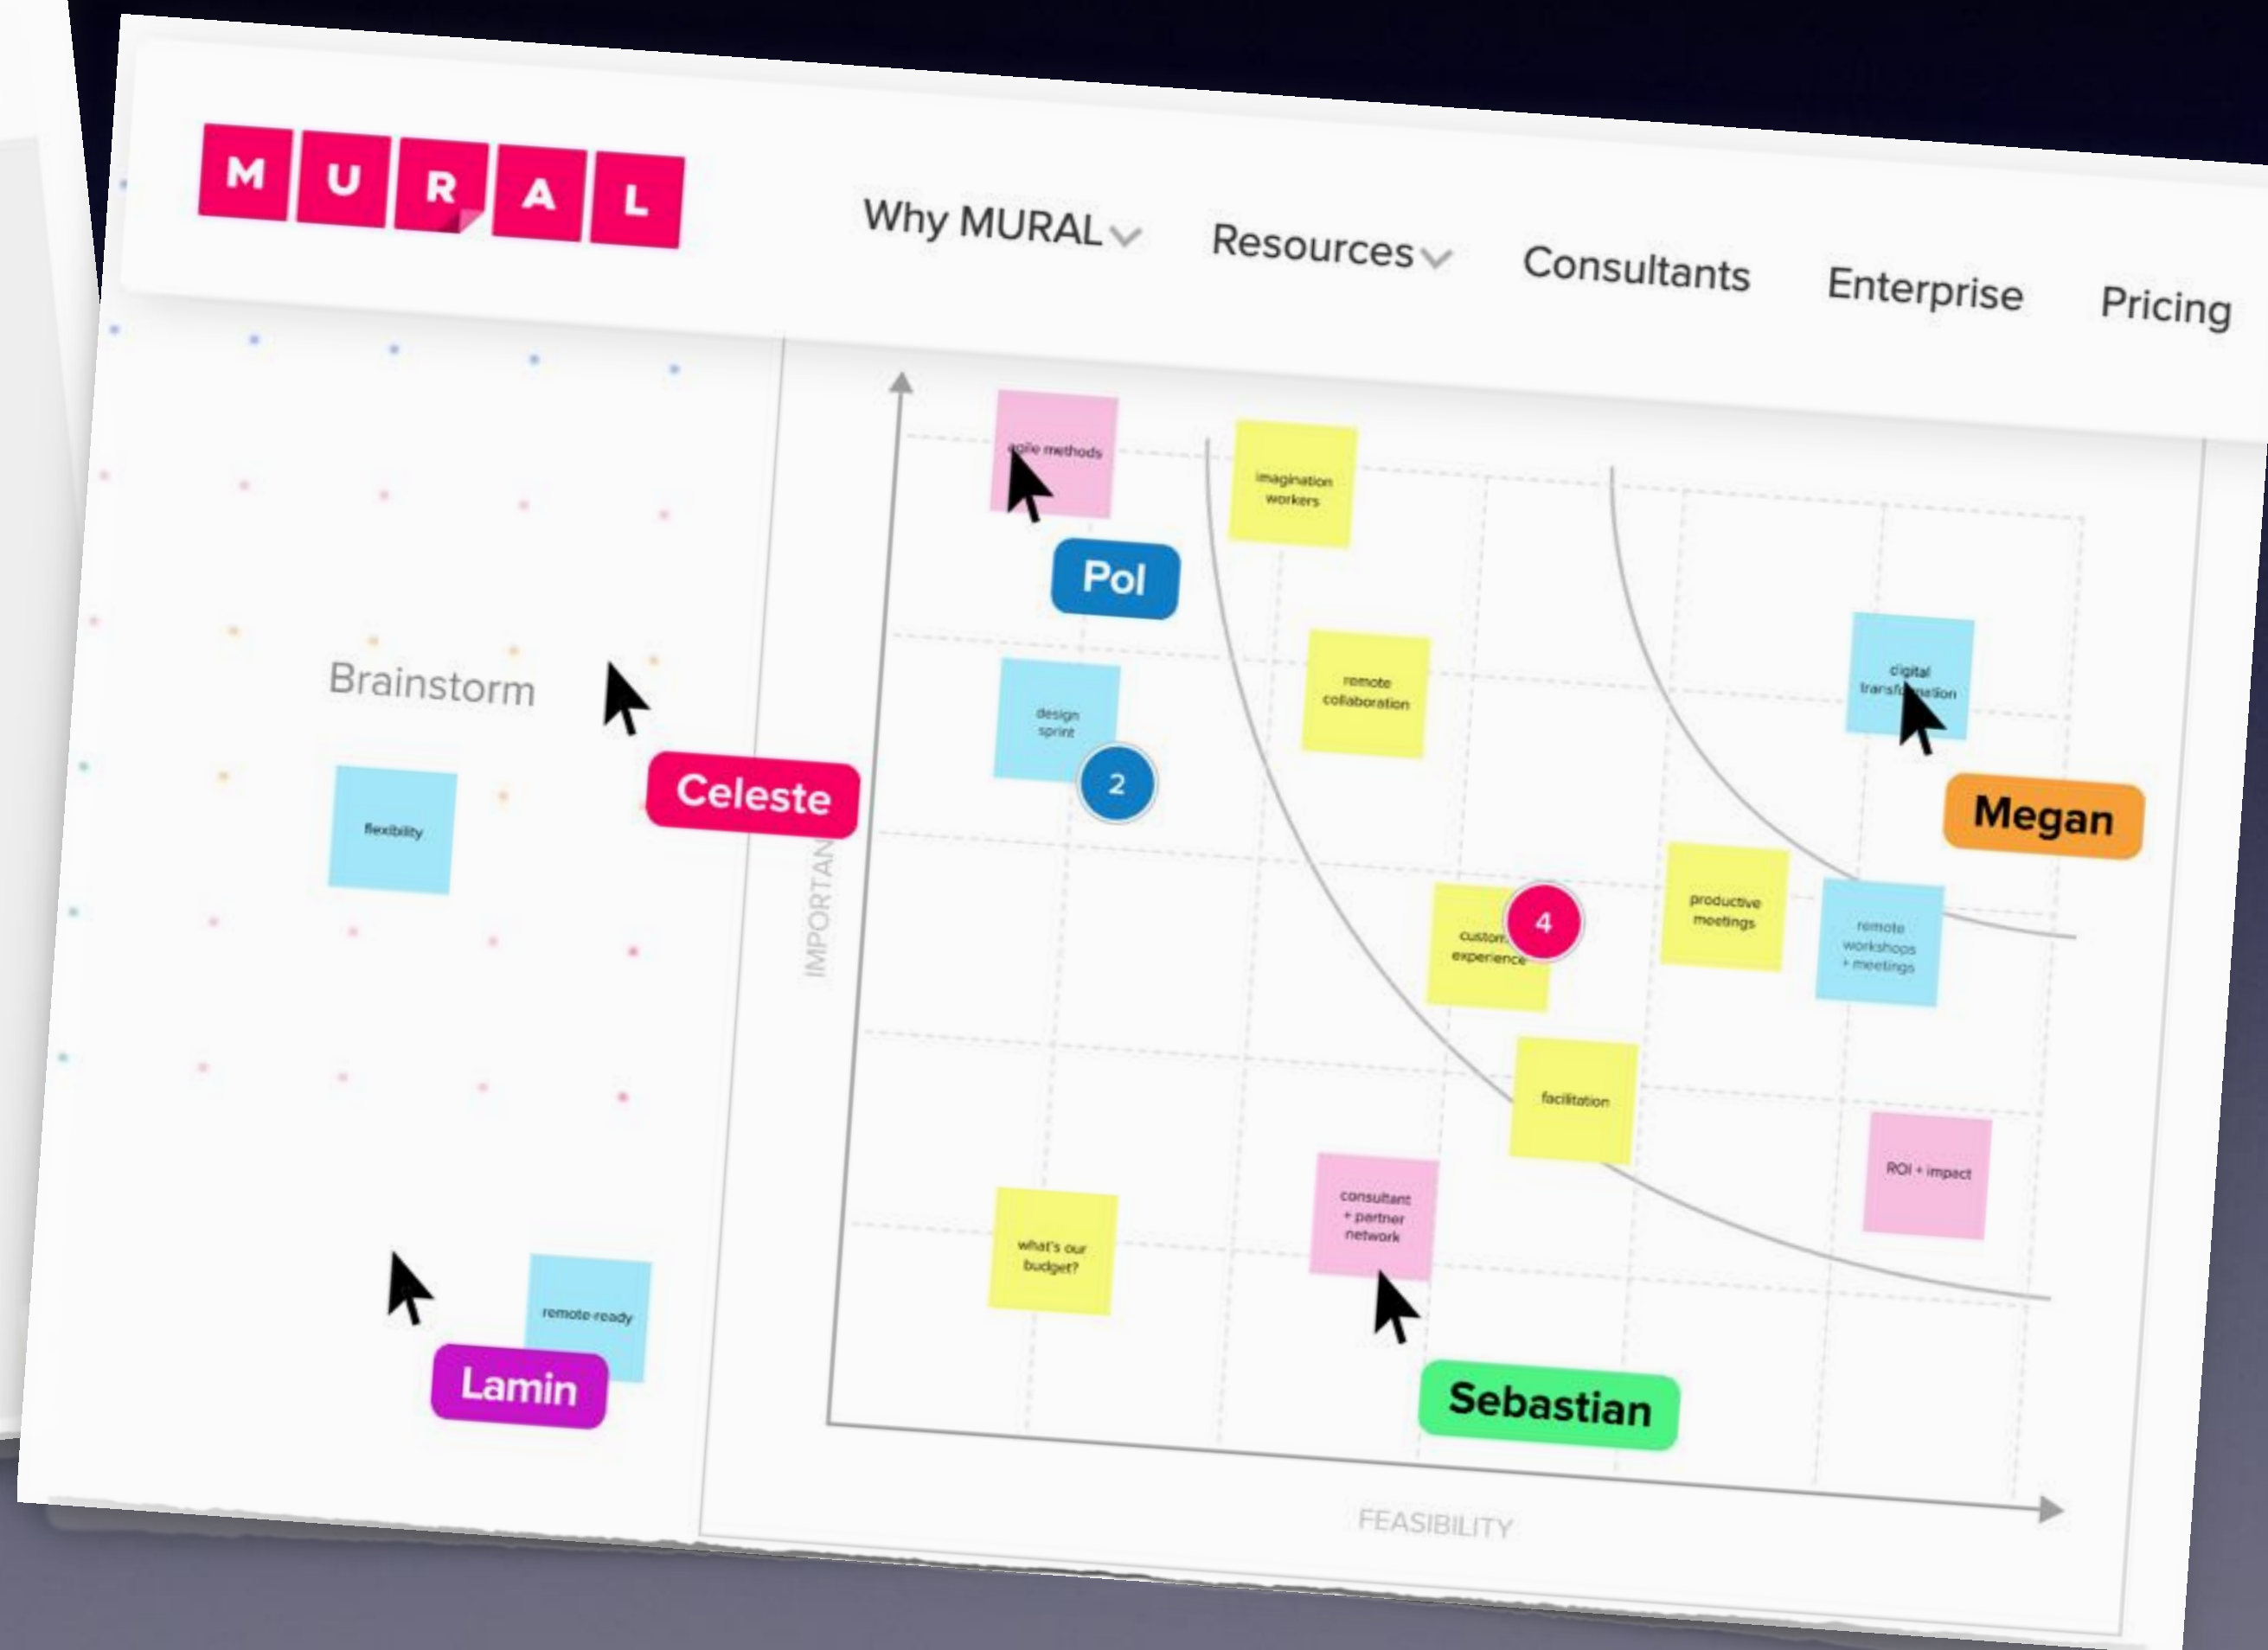 MURAL
Why MURAL
Resources
Consultants
Enterprise
Pricing
Brainstorm
flexibility
Celeste
remote-ready
Lamin
IMPORTAN
agile methods
Pol
imagination
workers
design
sprint
2
remote
collaboration
digital
Megan
experience
4
productive
meetings
remote
workshops
+ meetings
facilitation
ROI + impact
consultant
+ partner
network
what's our
budget?
Sebastian
FEASIBILITY